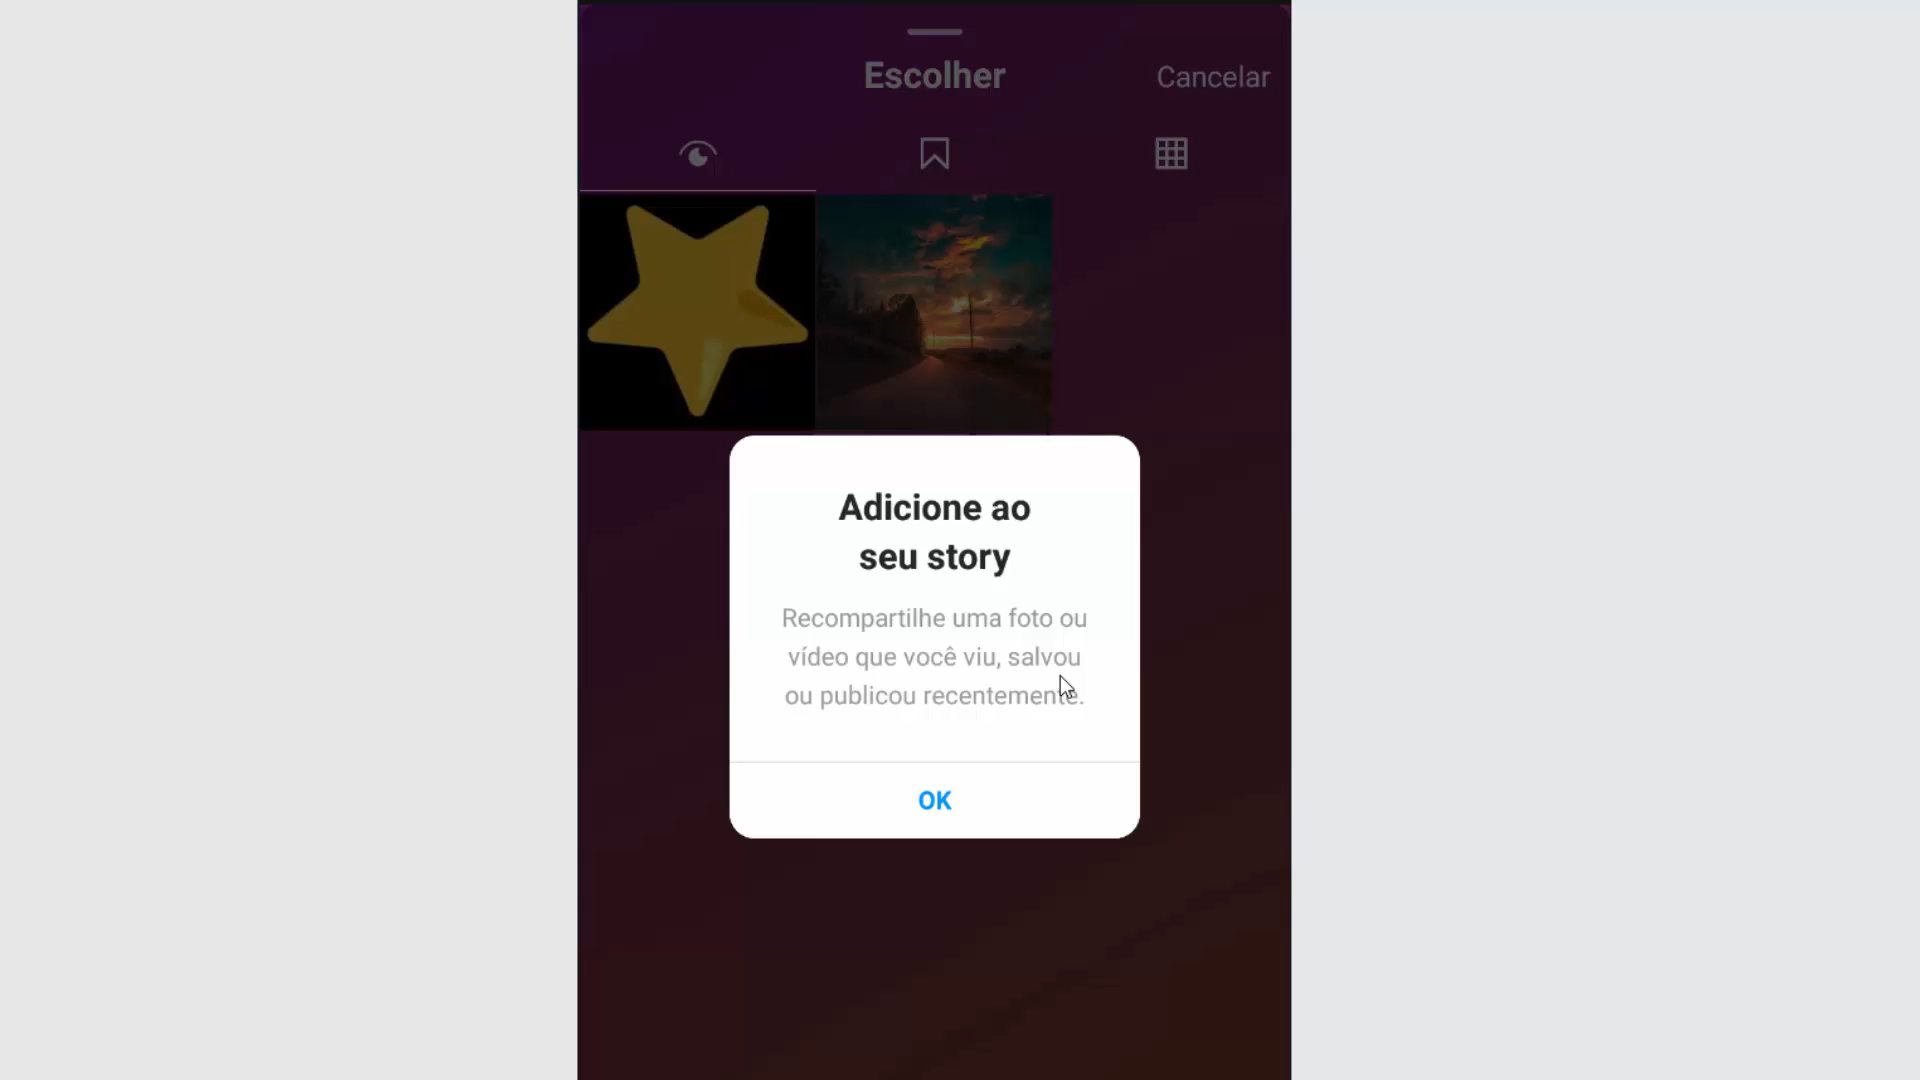 Escolher
Cancelar
Adicione ao
seu story
Recompartilhe uma foto ou
vídeo que você viu, salvou
ou publicou recentemente.
OK